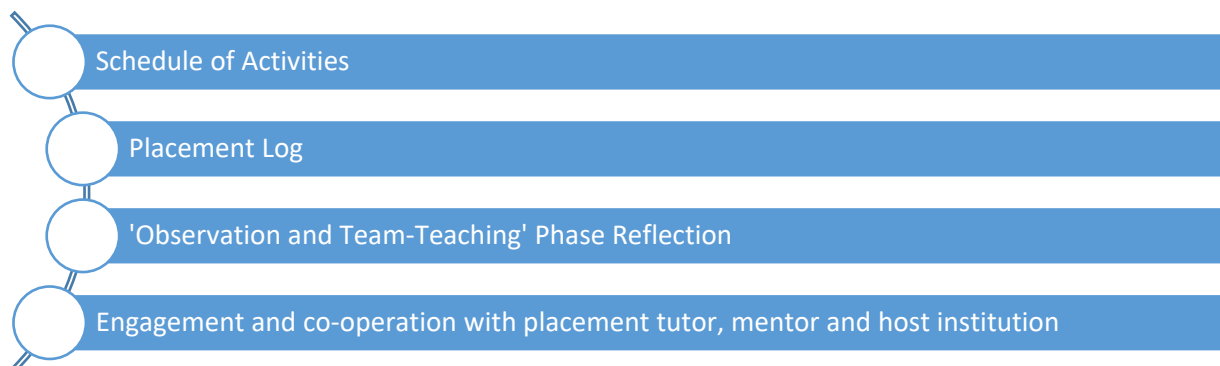 Schedule of Activities
Placement Log
'Observation and Team-Teaching' Phase Reflection
Engagement and co-operation with placement tutor, mentor and host institution